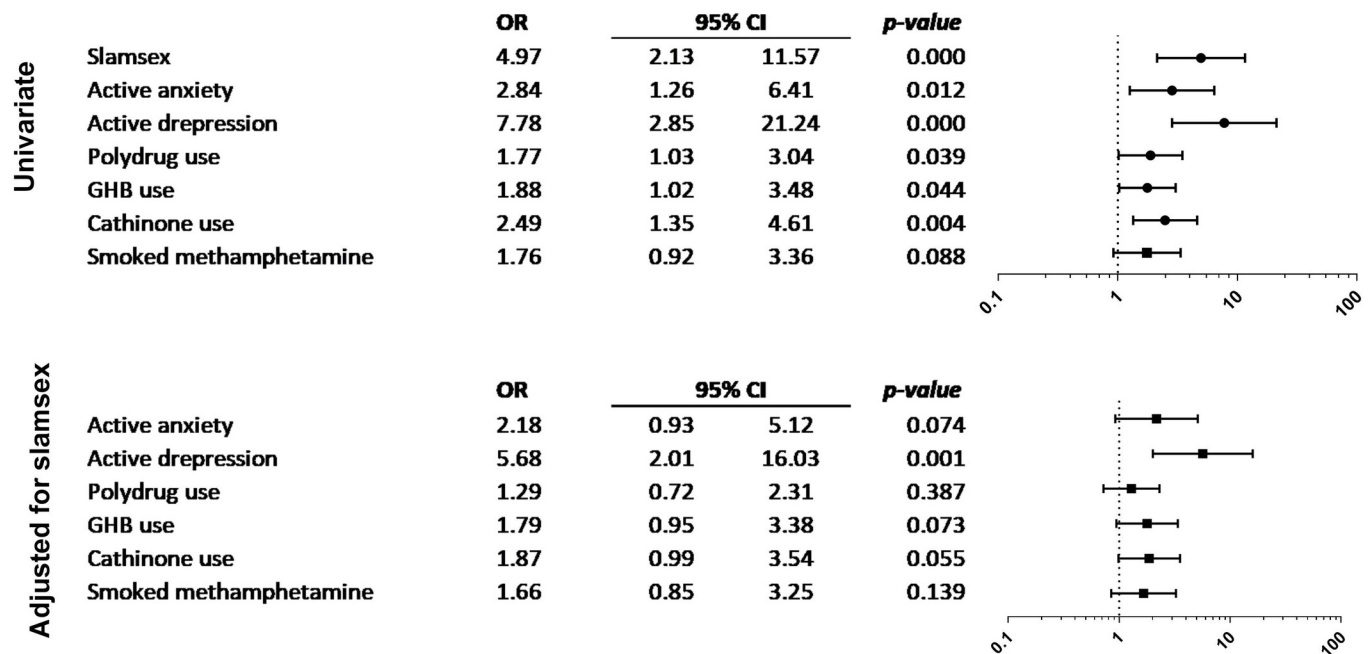 Univariate
OR 95% CI p-value
Slamsex 4.97 2.13 11.57 0.000
Active anxiety 2.84 1.26 6.41 0.012
Active drepression 7.78 2.85 21.24 0.000
Polydrug use 1.77 1.03 3.04 0.039
GHB use 1.88 1.02 3.48 0.044
Cathinone use 2.49 1.35 4.61 0.004
Smoked methamphetamine 1.76 0.92 3.36 0.088
0.1 1 10 100
Adjusted for slamsex
OR 95% CI p-value
Active anxiety 2.18 0.93 5.12 0.074
Active drepression 5.68 2.01 16.03 0.001
Polydrug use 1.29 0.72 2.31 0.387
GHB use 1.79 0.95 3.38 0.073
Cathinone use 1.87 0.99 3.54 0.055
Smoked methamphetamine 1.66 0.85 3.25 0.139
0.1 1 10 100